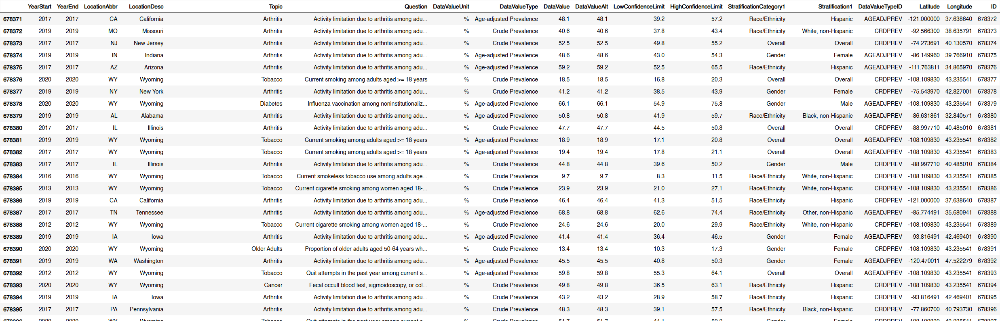 YearStart YearEnd LocationAbbr LocationDesc Topic Question DataValueUnit DataValueType DataValue DataValueAlt LowConfidenceLimit HighConfidenceLimit StratificationCategory1 Stratification1 DataValueTypeID Latitude Longitude ID
678371 2017 2017 CA California Arthritis Activity limitation due to arthritis among adu... % Age-adjusted Prevalence 48.1 48.1 39.2 57.2 Race/Ethnicity Hispanic AGEADJPREV -121.000000 37.638640 678372
678372 2019 2019 MO Missouri Arthritis Activity limitation due to arthritis among adu... % Crude Prevalence 40.6 40.6 37.8 43.4 Race/Ethnicity White, non-Hispanic CRDPREV -92.566300 38.635791 678373
678373 2017 2017 NJ New Jersey Arthritis Activity limitation due to arthritis among adu... % Crude Prevalence 52.5 52.5 49.8 55.2 Overall Overall CRDPREV -74.273691 40.130570 678374
678374 2019 2019 IN Indiana Arthritis Activity limitation due to arthritis among adu... % Age-adjusted Prevalence 48.6 48.6 43.0 54.3 Gender Female AGEADJPREV -86.149960 39.766910 678375
678375 2017 2017 AZ Arizona Arthritis Activity limitation due to arthritis among adu... % Age-adjusted Prevalence 59.2 59.2 52.5 65.5 Race/Ethnicity Hispanic AGEADJPREV -111.763811 34.865970 678376
678376 2020 2020 WY Wyoming Tobacco Current smoking among adults aged >= 18 years % Crude Prevalence 18.5 18.5 16.8 20.3 Overall Overall CRDPREV -108.109830 43.235541 678377
678377 2019 2019 NY New York Arthritis Activity limitation due to arthritis among adu... % Crude Prevalence 41.2 41.2 38.5 43.9 Gender Female CRDPREV -75.543970 42.827001 678378
678378 2020 2020 WY Wyoming Diabetes Influenza vaccination among noninstitutionaliz... % Age-adjusted Prevalence 66.1 66.1 54.9 75.8 Gender Male AGEADJPREV -108.109830 43.235541 678379
678379 2019 2019 AL Alabama Arthritis Activity limitation due to arthritis among adu... % Age-adjusted Prevalence 50.8 50.8 41.9 59.7 Race/Ethnicity Black, non-Hispanic AGEADJPREV -86.631861 32.840571 678380
678380 2017 2017 IL Illinois Arthritis Activity limitation due to arthritis among adu... % Crude Prevalence 47.7 47.7 44.5 50.8 Overall Overall CRDPREV -88.997710 40.485010 678381
678381 2019 2019 WY Wyoming Tobacco Current smoking among adults aged >= 18 years % Age-adjusted Prevalence 18.9 18.9 17.1 20.8 Overall Overall AGEADJPREV -108.109830 43.235541 678382
678382 2017 2017 WY Wyoming Tobacco Current smoking among adults aged >= 18 years % Age-adjusted Prevalence 19.4 19.4 17.8 21.1 Overall Overall AGEADJPREV -108.109830 43.235541 678383
678383 2017 2017 IL Illinois Arthritis Activity limitation due to arthritis among adu... % Crude Prevalence 44.8 44.8 39.6 50.2 Gender Male CRDPREV -88.997710 40.485010 678384
678384 2016 2016 WY Wyoming Tobacco Current smokeless tobacco use among adults age... % Crude Prevalence 9.7 9.7 8.3 11.5 Race/Ethnicity White, non-Hispanic CRDPREV -108.109830 43.235541 678385
678385 2013 2013 WY Wyoming Tobacco Current cigarette smoking among women aged 18-... % Crude Prevalence 23.9 23.9 21.0 27.1 Race/Ethnicity White, non-Hispanic CRDPREV -108.109830 43.235541 678386
678386 2019 2019 CA California Arthritis Activity limitation due to arthritis among adu... % Crude Prevalence 46.4 46.4 41.3 51.5 Race/Ethnicity Hispanic CRDPREV -121.000000 37.638640 678387
678387 2017 2017 TN Tennessee Arthritis Activity limitation due to arthritis among adu... % Age-adjusted Prevalence 68.8 68.8 62.6 74.4 Race/Ethnicity Other, non-Hispanic AGEADJPREV -85.774491 35.680941 678388
678388 2012 2012 WY Wyoming Tobacco Current cigarette smoking among women aged 18-... % Crude Prevalence 24.6 24.6 20.0 29.9 Race/Ethnicity White, non-Hispanic CRDPREV -108.109830 43.235541 678389
678389 2019 2019 IA Iowa Arthritis Activity limitation due to arthritis among adu... % Age-adjusted Prevalence 41.4 41.4 36.4 46.5 Gender Female AGEADJPREV -93.816491 42.469401 678390
678390 2020 2020 WY Wyoming Older Adults Proportion of older adults aged 50-64 years wh... % Crude Prevalence 13.4 13.4 10.3 17.3 Gender Female CRDPREV -108.109830 43.235541 678391
678391 2019 2019 WA Washington Arthritis Activity limitation due to arthritis among adu... % Age-adjusted Prevalence 45.5 45.5 40.8 50.3 Gender Female AGEADJPREV -120.470011 47.522279 678392
678392 2012 2012 WY Wyoming Tobacco Quit attempts in the past year among current s... % Age-adjusted Prevalence 59.8 59.8 55.3 64.1 Overall Overall AGEADJPREV -108.109830 43.235541 678393
678393 2020 2020 WY Wyoming Cancer Fecal occult blood test, sigmoidoscopy, or col... % Crude Prevalence 49.8 49.8 36.5 63.1 Race/Ethnicity Hispanic CRDPREV -108.109830 43.235541 678394
678394 2019 2019 IA Iowa Arthritis Activity limitation due to arthritis among adu... % Crude Prevalence 43.2 43.2 28.9 58.7 Race/Ethnicity Hispanic CRDPREV -93.816491 42.469401 678395
678395 2017 2017 PA Pennsylvania Arthritis Activity limitation due to arthritis among adu... % Crude Prevalence 48.3 48.3 39.1 57.5 Race/Ethnicity Black, non-Hispanic CRDPREV -77.860700 40.793730 678396